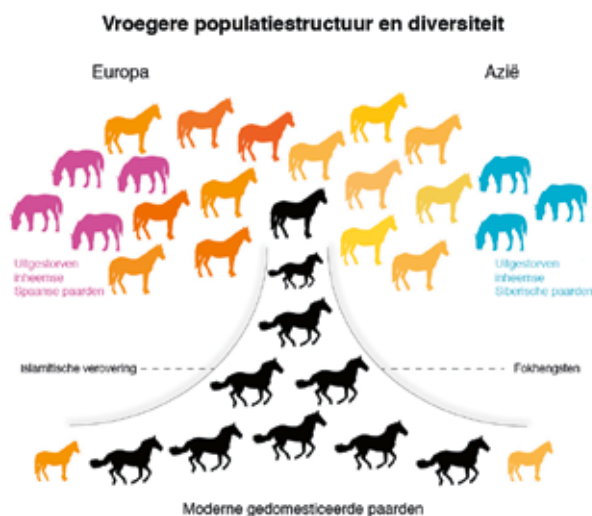 Vroegere populatiestructuur en diversiteit
Europa
Azië
Uitgestorven
Inheemse
Spaanse paarden
Uitgestorven
Inheemse
Siberische paarden
Islamitische verovering
Fokhengsten
Moderne gedomesticeerde paarden